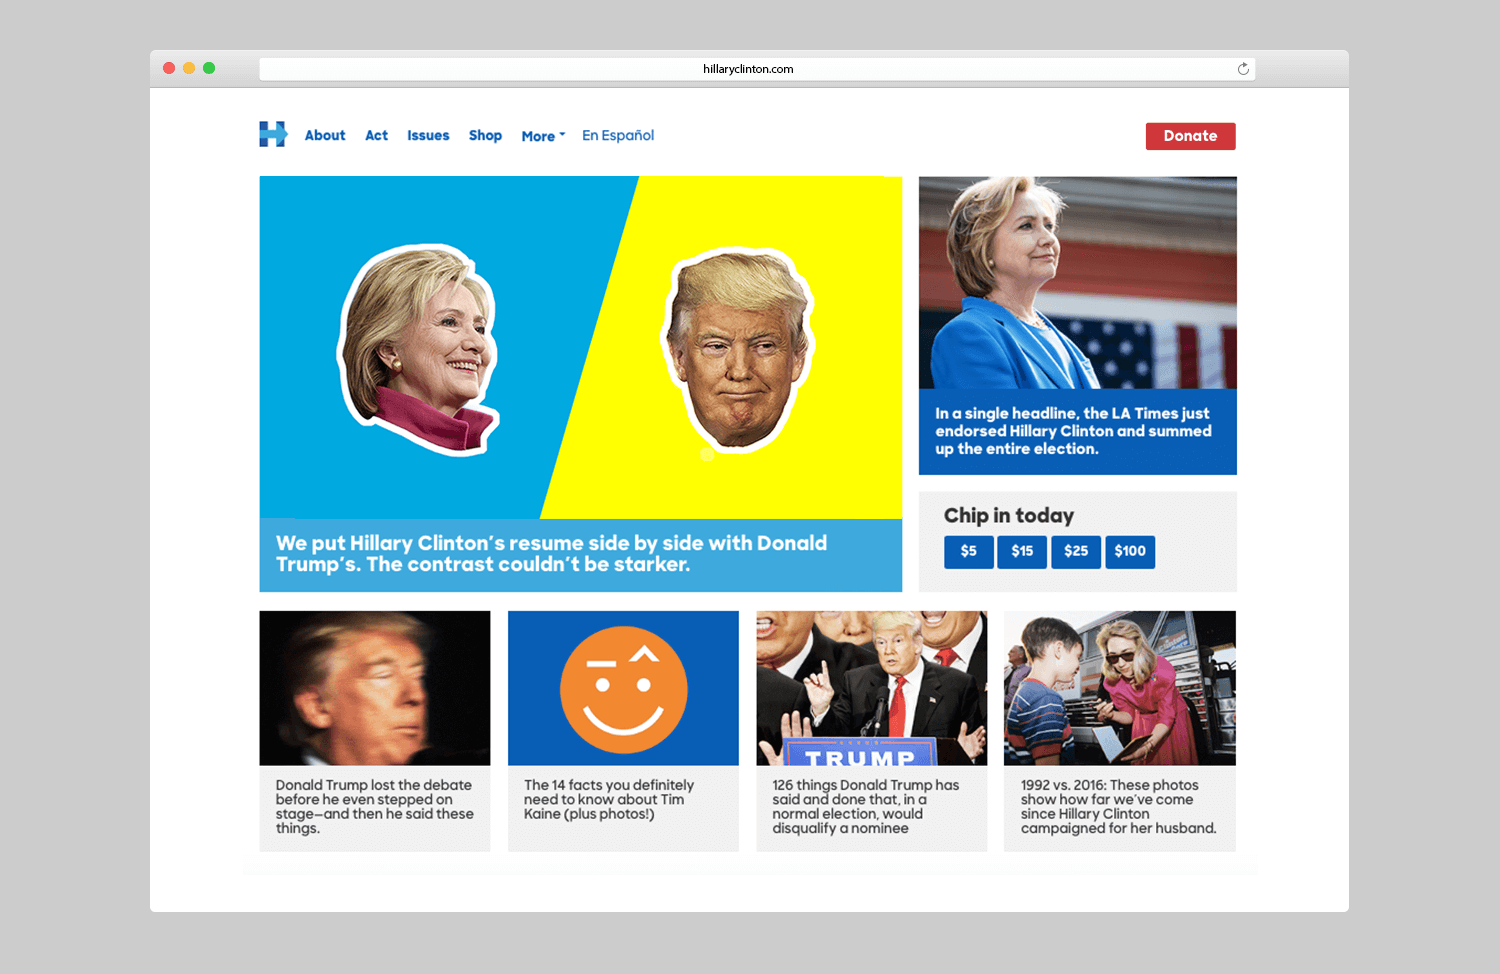 hillaryclinton.com
About Act Issues Shop More En Español
Donate
We put Hillary Clinton's resume side by side with Donald
Trump's. The contrast couldn't be starker.
In a single headline, the LA Times just
endorsed Hillary Clinton and summed
up the entire election.
Chip in today
$5 $15 $25 $100
Donald Trump lost the debate
before he even stepped on
stage—and then he said these
things.
The 14 facts you definitely
need to know about Tim
Kaine (plus photos!)
TRUMP
126 things Donald Trump has
said and done that, in a
normal election, would
disqualify a nominee
1992 vs. 2016: These photos
show how far we've come
since Hillary Clinton
campaigned for her husband.